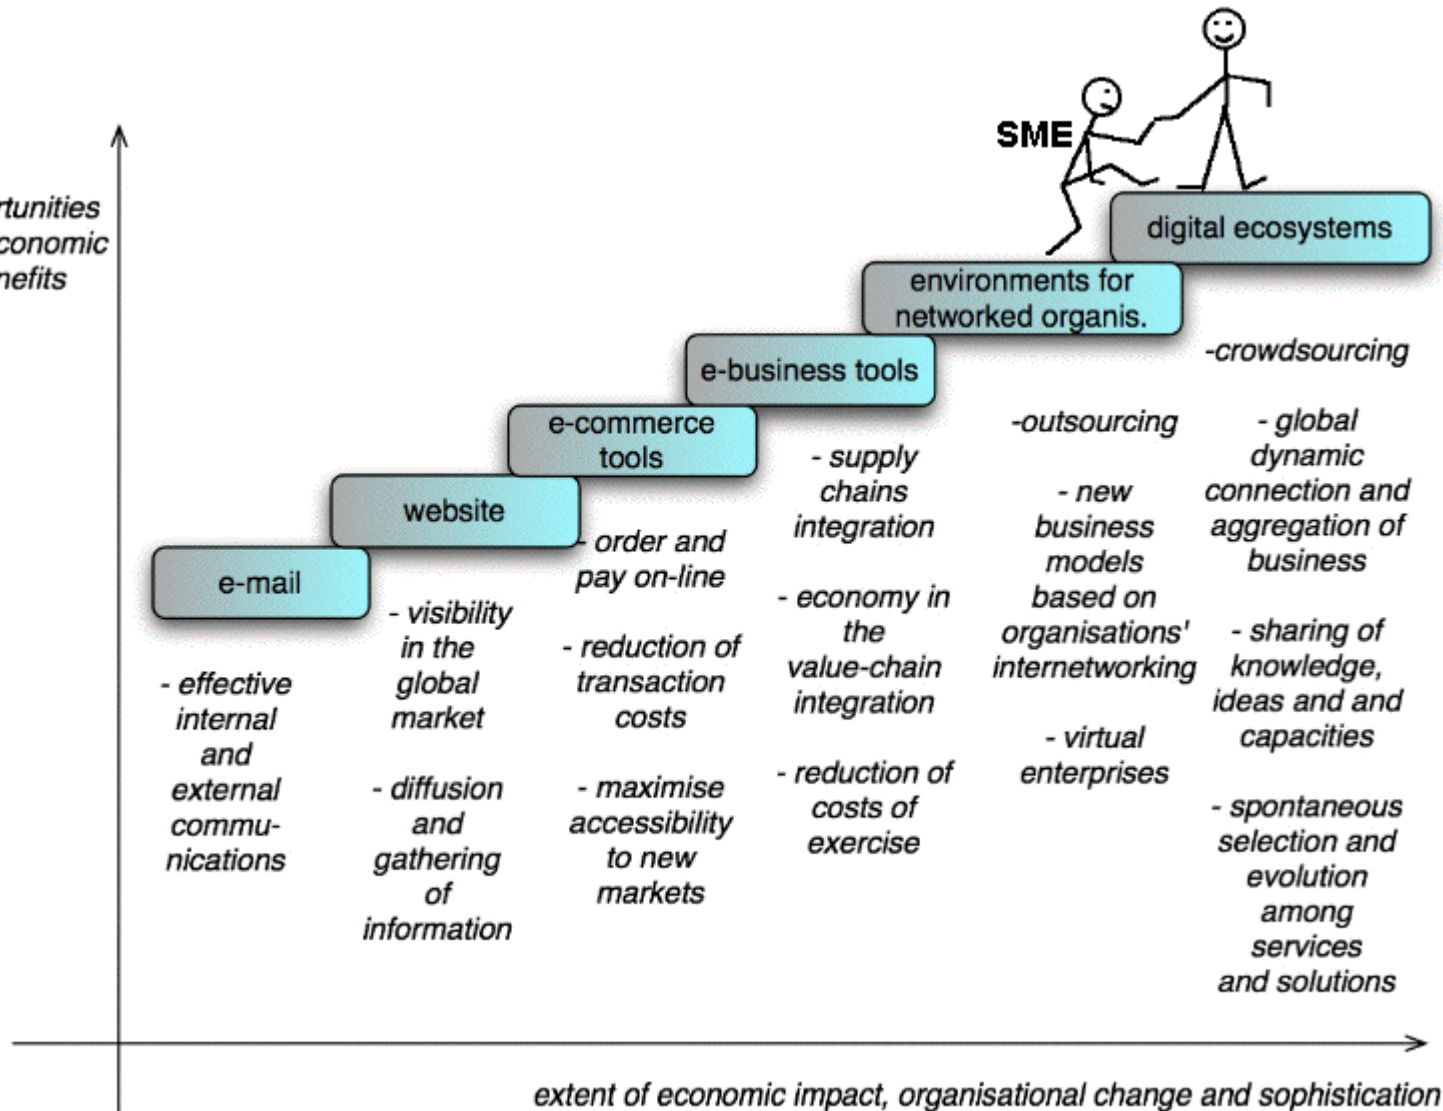 SME
rtunities
conomic
nefits
digital ecosystems
environments for
networked organis.
e-business tools
e-commerce
tools
website
e-mail
- effective
internal
and
external
commu-
nications
- visibility
in the
global
market
- diffusion
and
gathering
of
information
- order and
pay on-line
- reduction of
transaction
costs
- maximise
accessibility
to new
markets
- supply
chains
integration
- economy in
the
value-chain
integration
- reduction of
costs of
exercise
-outsourcing
- new
business
models
based on
organisations'
internetworking
- virtual
enterprises
-crowdsourcing
- global
dynamic
connection and
aggregation of
business
- sharing of
knowledge,
ideas and and
capacities
- spontaneous
selection and
evolution
among
services
and solutions
extent of economic impact, organisational change and sophistication